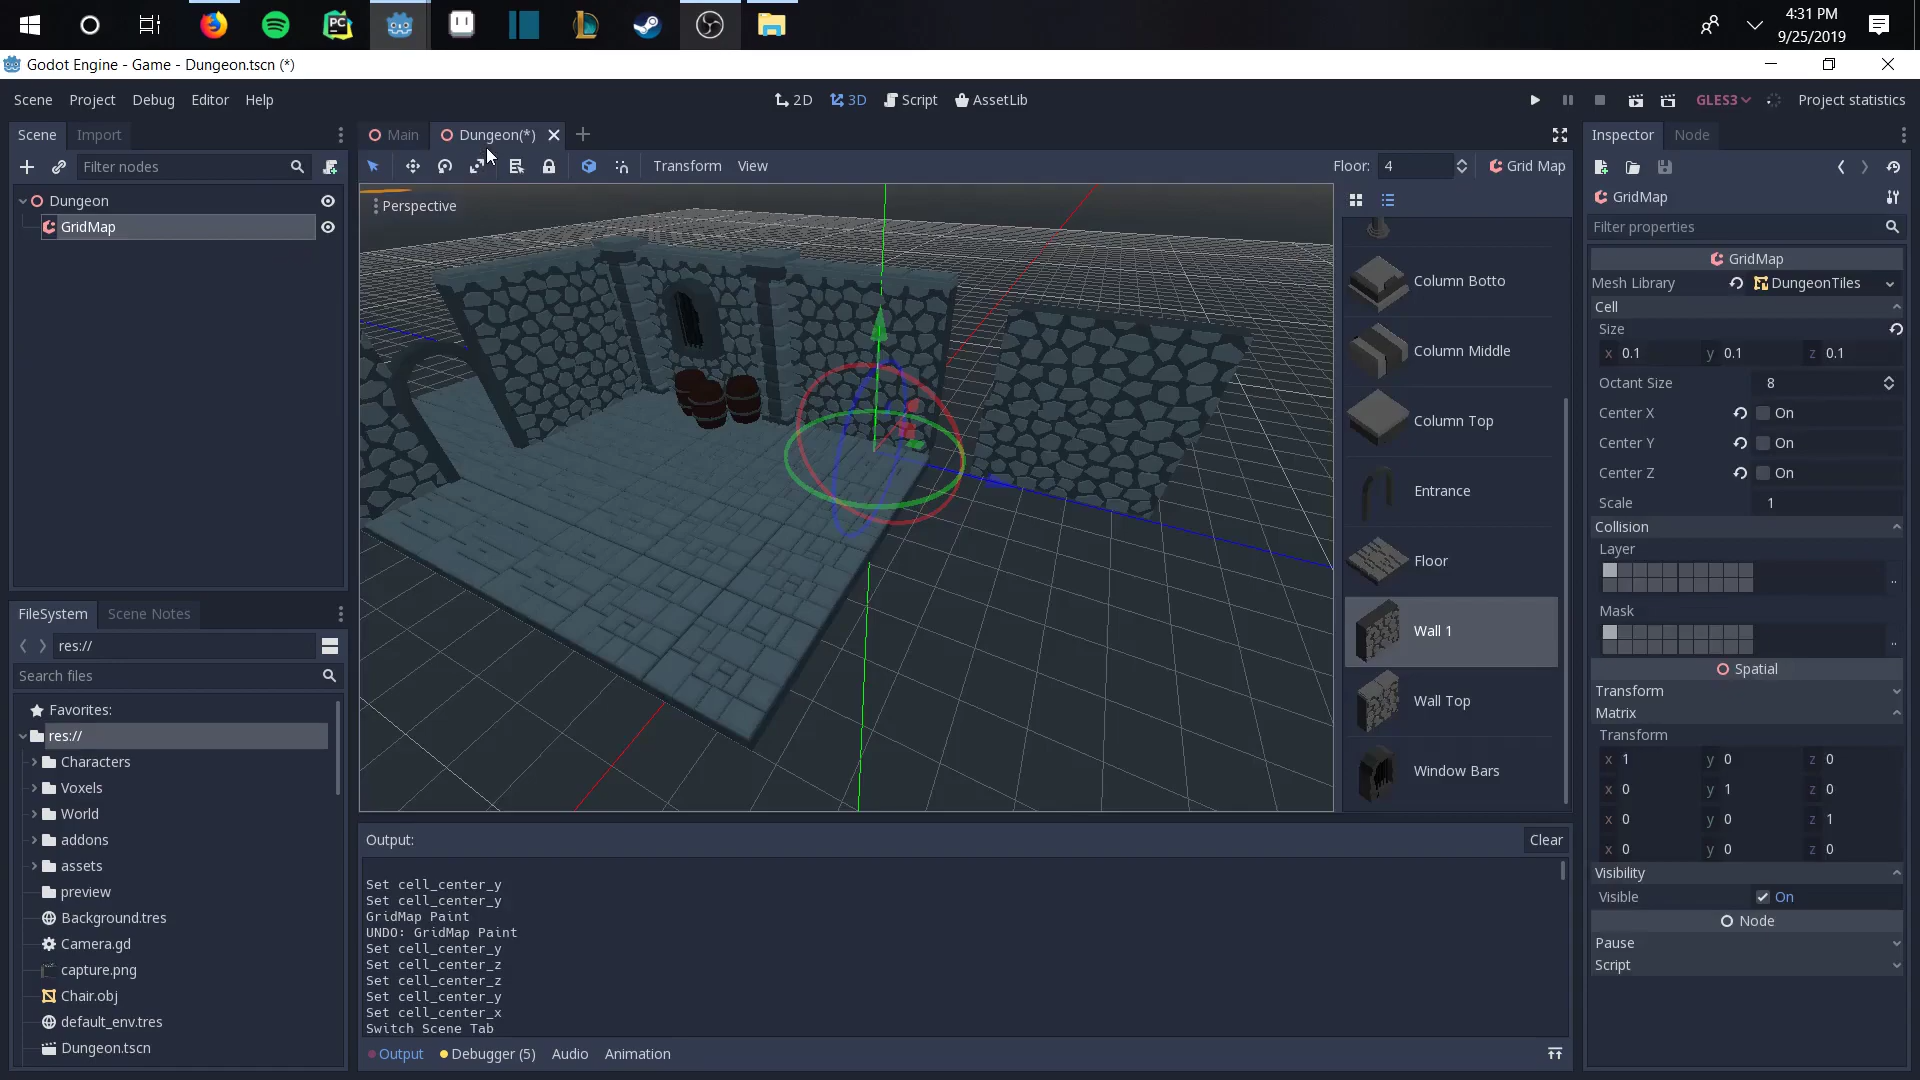 4:31 PM
9/25/2019
Godot Engine - Game - Dungeon.tscn (*)
Scene Project Debug Editor Help
2D 3D Script AssetLib
GLES3 Project statistics
Scene Import
Filter nodes
Dungeon
GridMap
FileSystem Scene Notes
res://
Search files
Favorites:
res://
Characters
Voxels
World
addons
assets
preview
Background.tres
Camera.gd
capture.png
Chair.obj
default_env.tres
Dungeon.tscn
Main Dungeon(*)
Transform View
Floor: 4 Grid Map
Perspective
Column Botto
Column Middle
Column Top
Entrance
Floor
Wall 1
Wall Top
Window Bars
Output:
Clear
Set cell_center_y
Set cell_center_y
GridMap Paint
UNDO: GridMap Paint
Set cell_center_y
Set cell_center_z
Set cell_center_z
Set cell_center_y
Set cell_center_x
Switch Scene Tab
Output Debugger (5) Audio Animation
Inspector Node
GridMap
Filter properties
GridMap
Mesh Library DungeonTiles
Cell
Size
x 0.1 y 0.1 z 0.1
Octant Size 8
Center X On
Center Y On
Center Z On
Scale 1
Collision
Layer
..
Mask
..
Spatial
Transform
Matrix
Transform
x 1 y 0 z 0
x 0 y 1 z 0
x 0 y 0 z 1
x 0 y 0 z 0
Visibility
Visible On
Node
Pause
Script